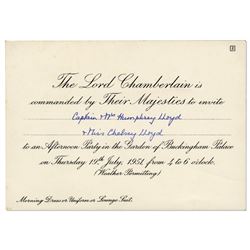 The Lord Chamberlain is
commanded by Their Majesties to invite
Captain & Mrs Humphrey Lloyd
& Miss Lloyd
to an Afternoon Party in the Garden of Buckingham Palace
on Thursday 19th July, 1951 from 4 to 6 o'clock.
(Weather Permitting)
Morning Dress or Uniform or Lounge Suit.